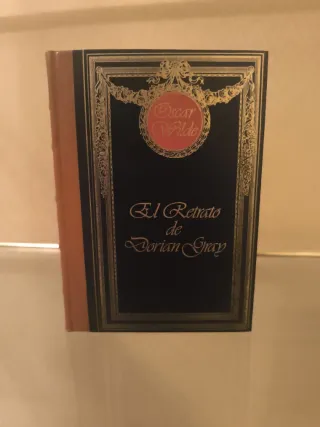 Oscar
Wilde
El Retrato
de
Dorian Gray